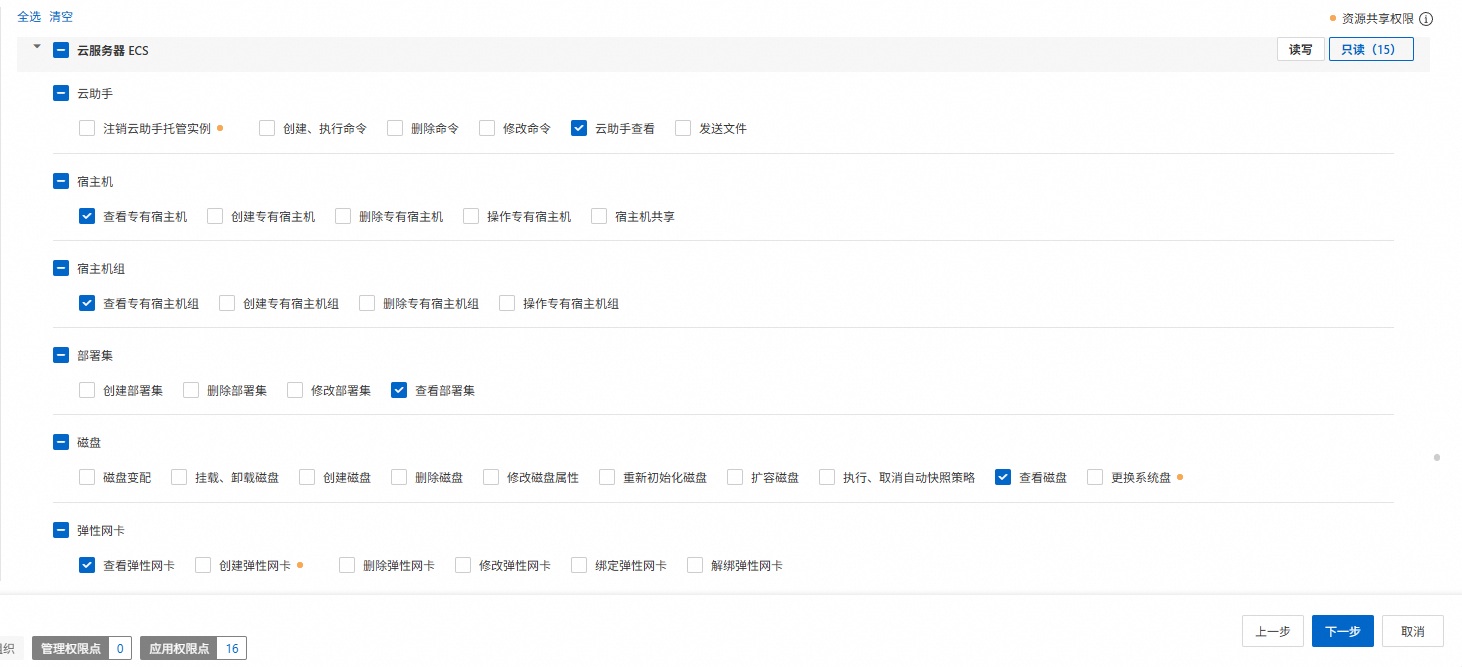 全选 清空
资源共享权限
云服务器 ECS 读写 只读（15）
云助手
注销云助手托管实例 创建、执行命令 删除命令 修改命令 云助手查看 发送文件
宿主机
查看专有宿主机 创建专有宿主机 删除专有宿主机 操作专有宿主机 宿主机共享
宿主机组
查看专有宿主机组 创建专有宿主机组 删除专有宿主机组 操作专有宿主机组
部署集
创建部署集 删除部署集 修改部署集 查看部署集
磁盘
磁盘变配 挂载、卸载磁盘 创建磁盘 删除磁盘 修改磁盘属性 重新初始化磁盘 扩容磁盘 执行、取消自动快照策略 查看磁盘 更换系统盘
弹性网卡
查看弹性网卡 创建弹性网卡 删除弹性网卡 修改弹性网卡 绑定弹性网卡 解绑弹性网卡
上一步 下一步 取消
织 管理权限点 0 应用权限点 16